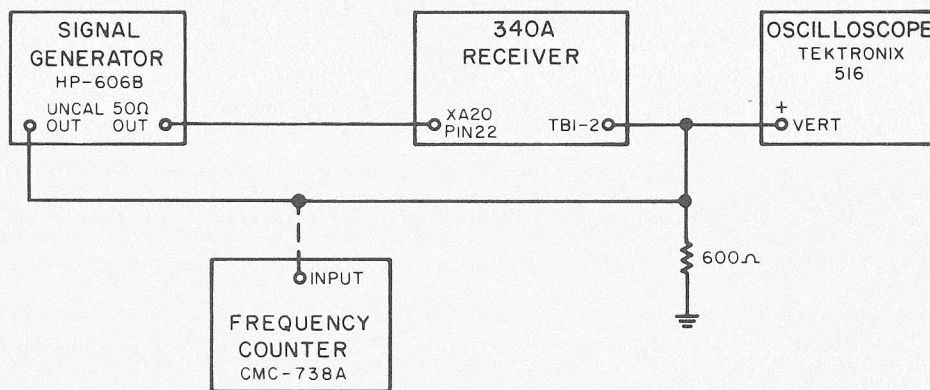 SIGNAL
GENERATOR
HP-606B
UNCAL 50Ω
OUT OUT
340A
RECEIVER
XA20
PIN22
TB1-2
OSCILLOSCOPE
TEKTRONIX
516
+
VERT
600Ω
INPUT
FREQUENCY
COUNTER
CMC-738A